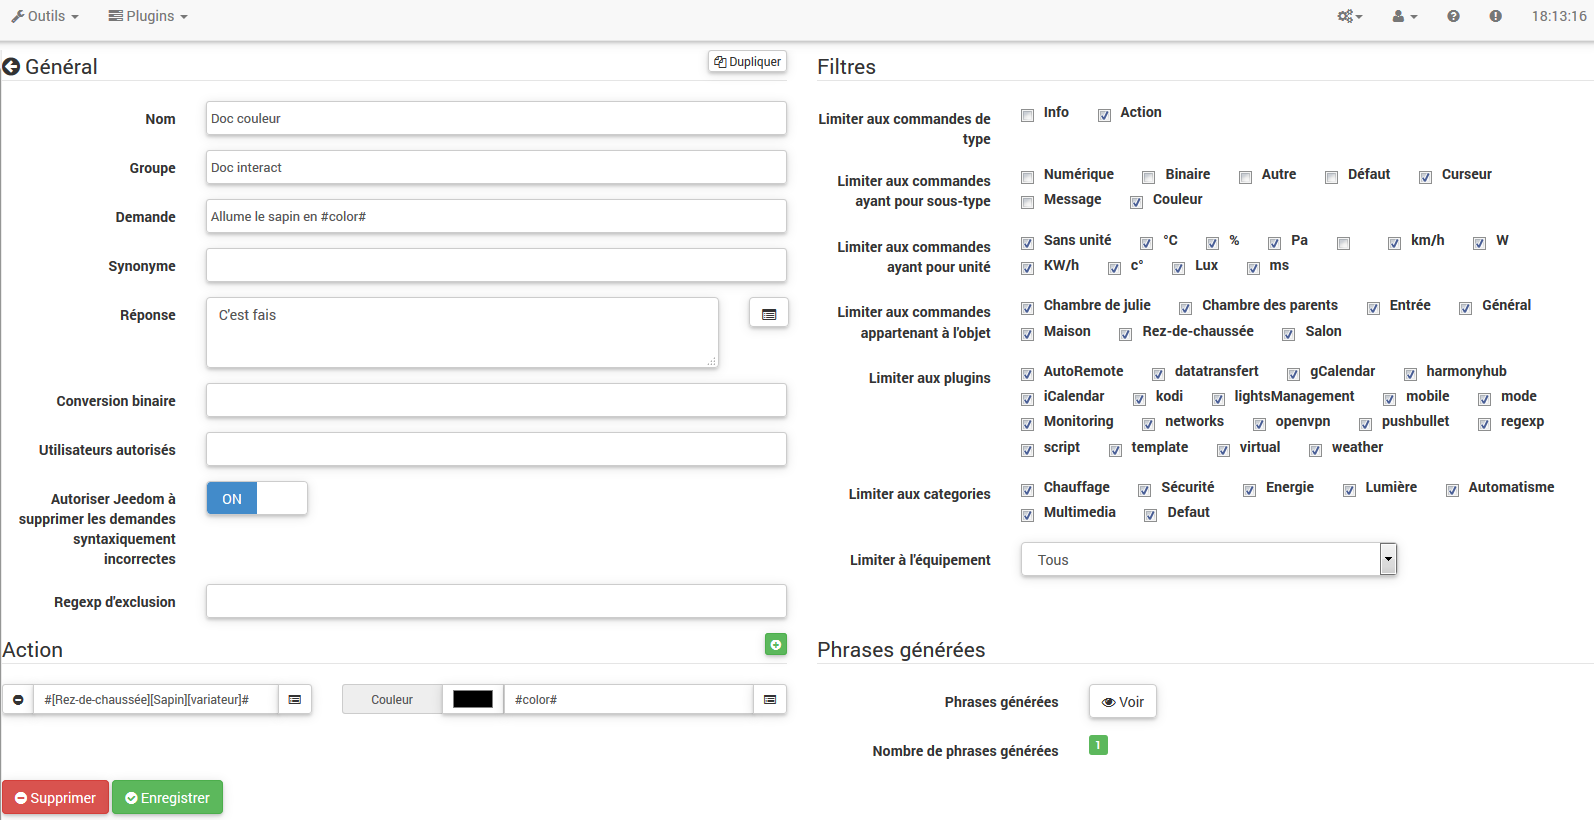 Outils Plugins 18:13:16
Général Dupliquer
Nom Doc couleur
Groupe Doc interact
Demande Allume le sapin en #color#
Synonyme
Réponse C'est fais
Conversion binaire
Utilisateurs autorisés
Autoriser Jeedom à
supprimer les demandes
syntaxiquement
incorrectes
ON
Regexp d'exclusion
Action
#[Rez-de-chaussée][Sapin][variateur]# Couleur #color#
Supprimer Enregistrer
Filtres
Limiter aux commandes de
type
Info Action
Limiter aux commandes
ayant pour sous-type
Numérique Binaire Autre Défaut Curseur
Message Couleur
Limiter aux commandes
ayant pour unité
Sans unité °C % Pa km/h W
KW/h c° Lux ms
Limiter aux commandes
appartenant à l'objet
Chambre de julie Chambre des parents Entrée Général
Maison Rez-de-chaussée Salon
Limiter aux plugins
AutoRemote datatransfert gCalendar harmonyhub
iCalendar kodi lightsManagement mobile mode
Monitoring networks openvpn pushbullet regexp
script template virtual weather
Limiter aux categories
Chauffage Sécurité Energie Lumière Automatisme
Multimedia Defaut
Limiter à l'équipement Tous
Phrases générées
Phrases générées Voir
Nombre de phrases générées 1